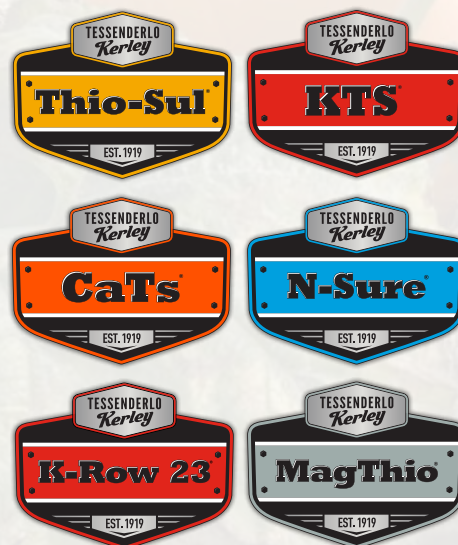 TESSENDERLO
Kerley
Thio-Sul®
EST. 1919
TESSENDERLO
Kerley
KTS®
EST. 1919
TESSENDERLO
Kerley
CaTs®
EST. 1919
TESSENDERLO
Kerley
N-Sure®
EST. 1919
TESSENDERLO
Kerley
K-Row 23®
EST. 1919
TESSENDERLO
Kerley
MagThio®
EST. 1919